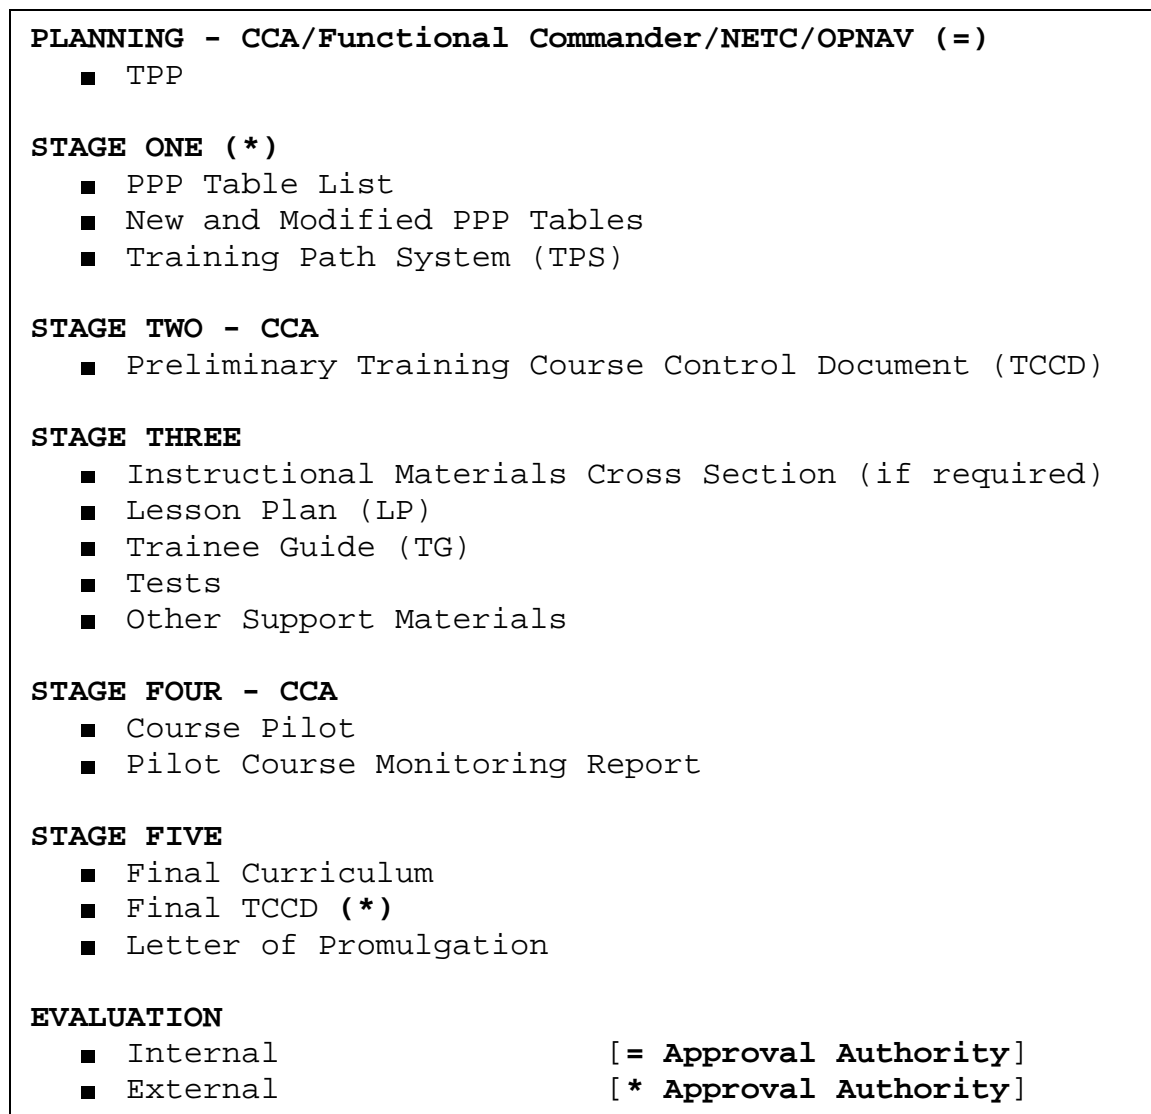 PLANNING - CCA/Functional Commander/NETC/OPNAV (=)
■ TPP
STAGE ONE (*)
■ PPP Table List
■ New and Modified PPP Tables
■ Training Path System (TPS)
STAGE TWO - CCA
■ Preliminary Training Course Control Document (TCCD)
STAGE THREE
■ Instructional Materials Cross Section (if required)
■ Lesson Plan (LP)
■ Trainee Guide (TG)
■ Tests
■ Other Support Materials
STAGE FOUR - CCA
■ Course Pilot
■ Pilot Course Monitoring Report
STAGE FIVE
■ Final Curriculum
■ Final TCCD (*)
■ Letter of Promulgation
EVALUATION
■ Internal [= Approval Authority]
■ External [* Approval Authority]